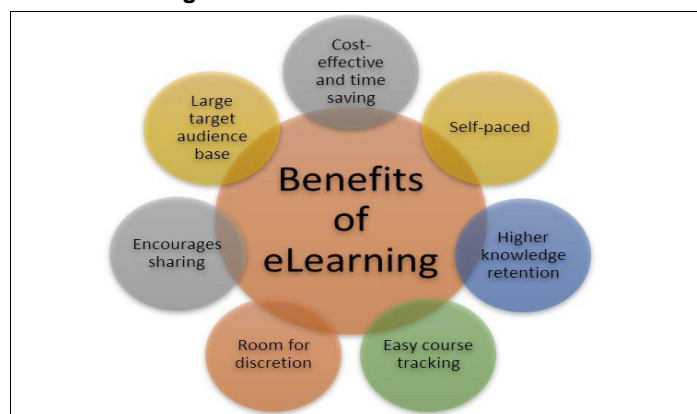 Cost-
effective
and time
saving
Self-paced
Higher
knowledge
retention
Easy course
tracking
Room for
discretion
Encourages
sharing
Large
target
audience
base
Benefits
of
eLearning